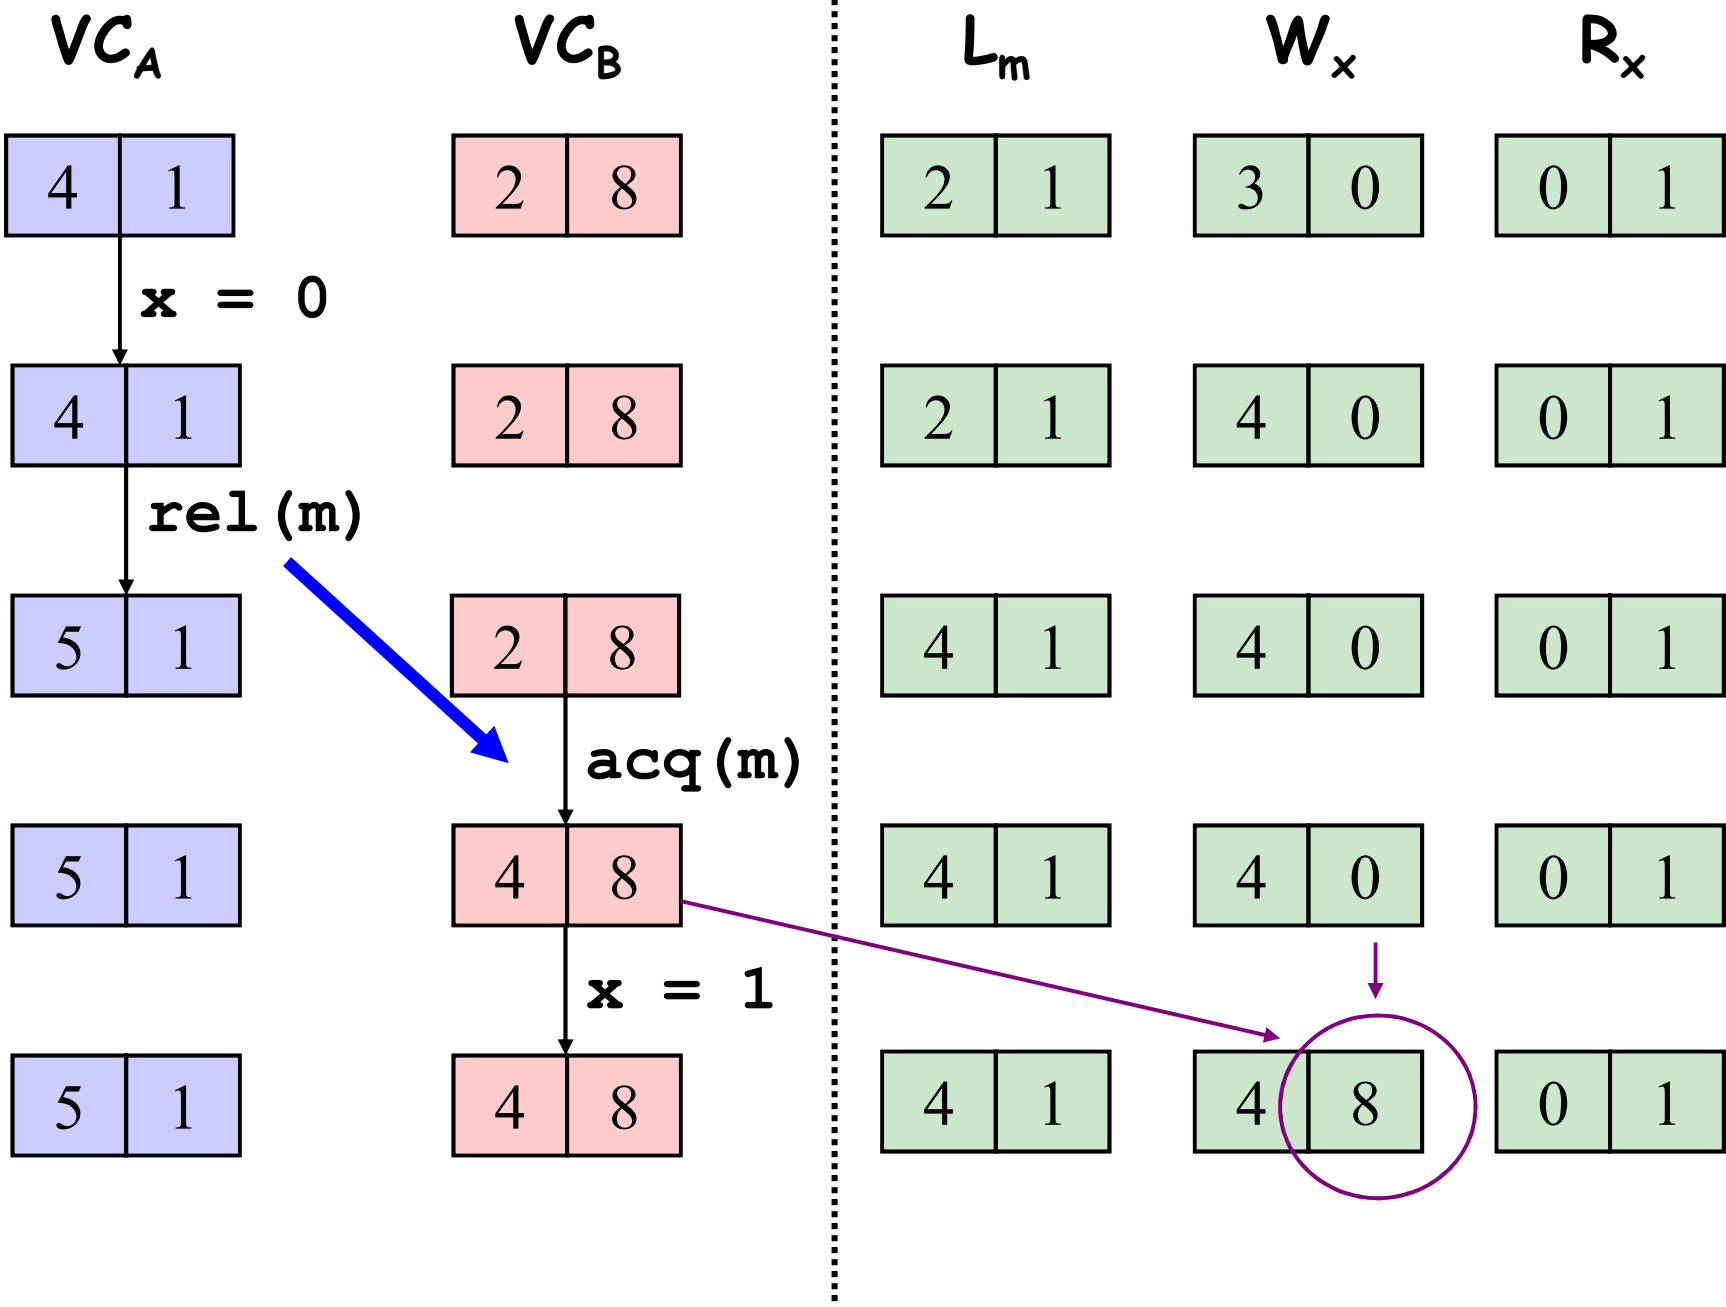 VCA VCB Lm Wx Rx
4 1 2 8 2 1 3 0 0 1
x = 0
4 1 2 8 2 1 4 0 0 1
rel(m)
5 1 2 8 4 1 4 0 0 1
acq(m)
5 1 4 8 4 1 4 0 0 1
x = 1
5 1 4 8 4 1 4 8 0 1